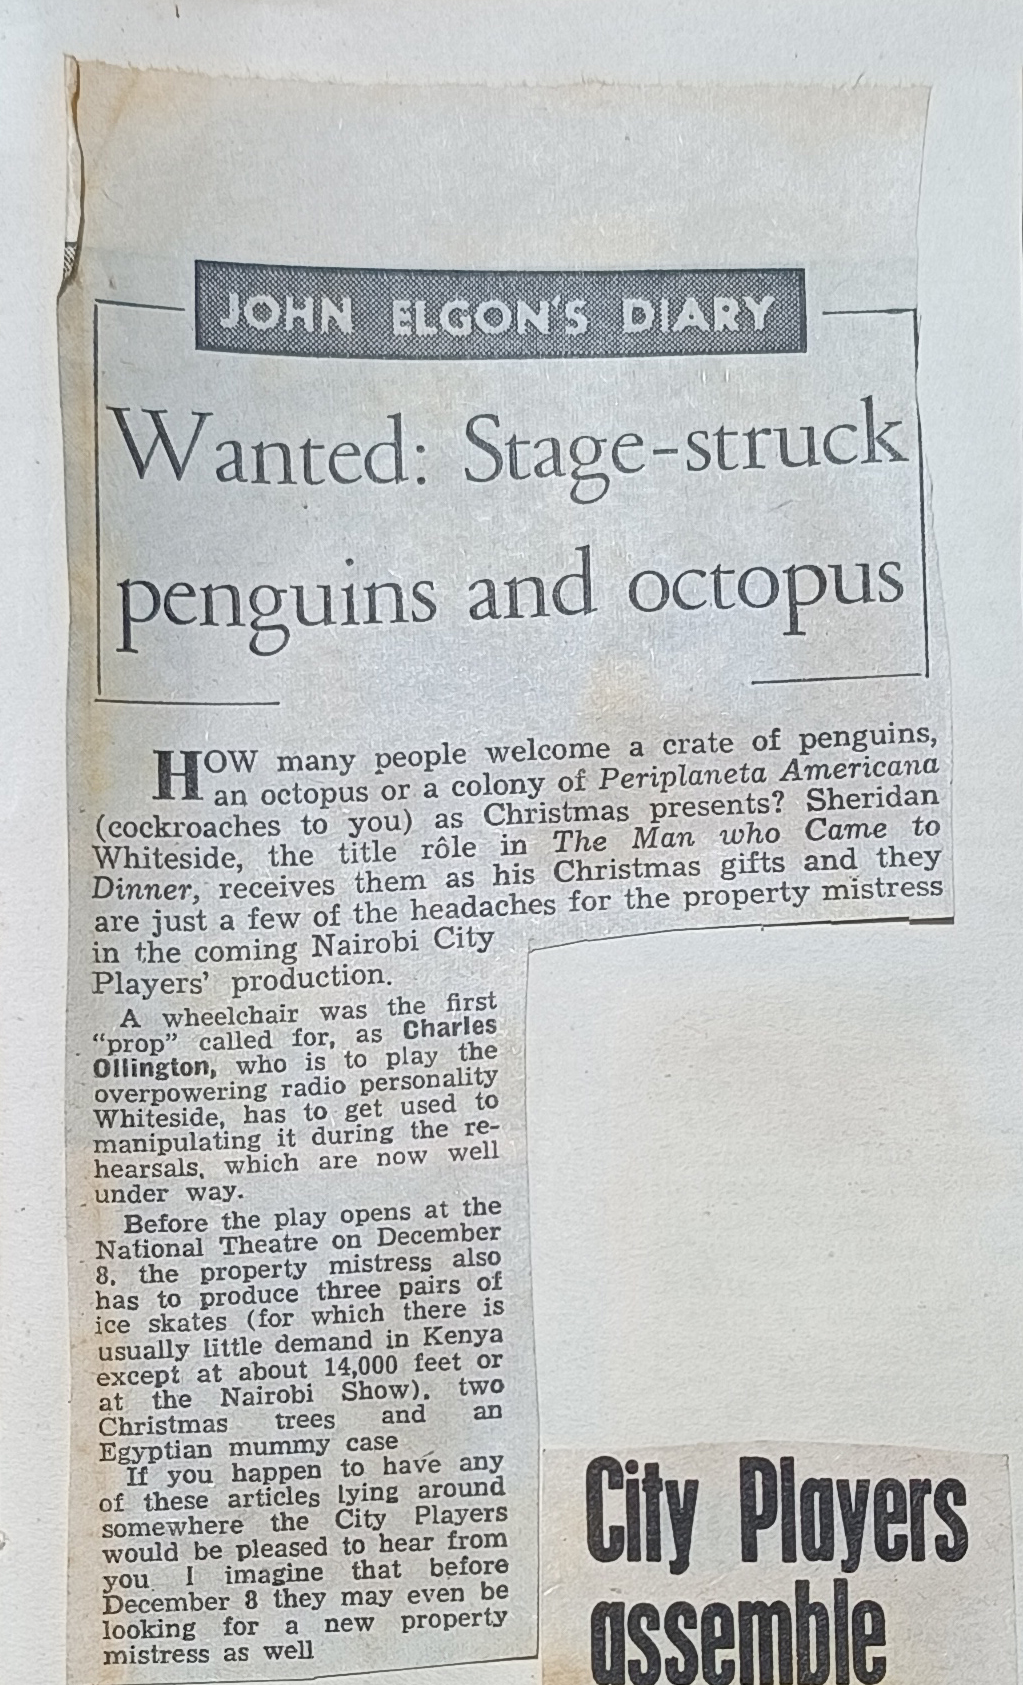 JOHN ELGON'S DIARY
Wanted: Stage-struck
penguins and octopus
HOW many people welcome a crate of penguins,
an octopus or a colony of Periplaneta Americana
(cockroaches to you) as Christmas presents? Sheridan
Whiteside, the title rôle in The Man who Came to
Dinner, receives them as his Christmas gifts and they
are just a few of the headaches for the property mistress
in the coming Nairobi City
Players' production.
A wheelchair was the first
"prop" called for, as Charles
Ollington, who is to play the
overpowering radio personality
Whiteside, has to get used to
manipulating it during the re-
hearsals, which are now well
under way.
Before the play opens at the
National Theatre on December
8, the property mistress also
has to produce three pairs of
ice skates (for which there is
usually little demand in Kenya
except at about 14,000 feet or
at the Nairobi Show), two
Christmas trees and an
Egyptian mummy case
If you happen to have any
of these articles lying around
somewhere the City Players
would be pleased to hear from
you I imagine that before
December 8 they may even be
looking for a new property
mistress as well
City Players
assemble